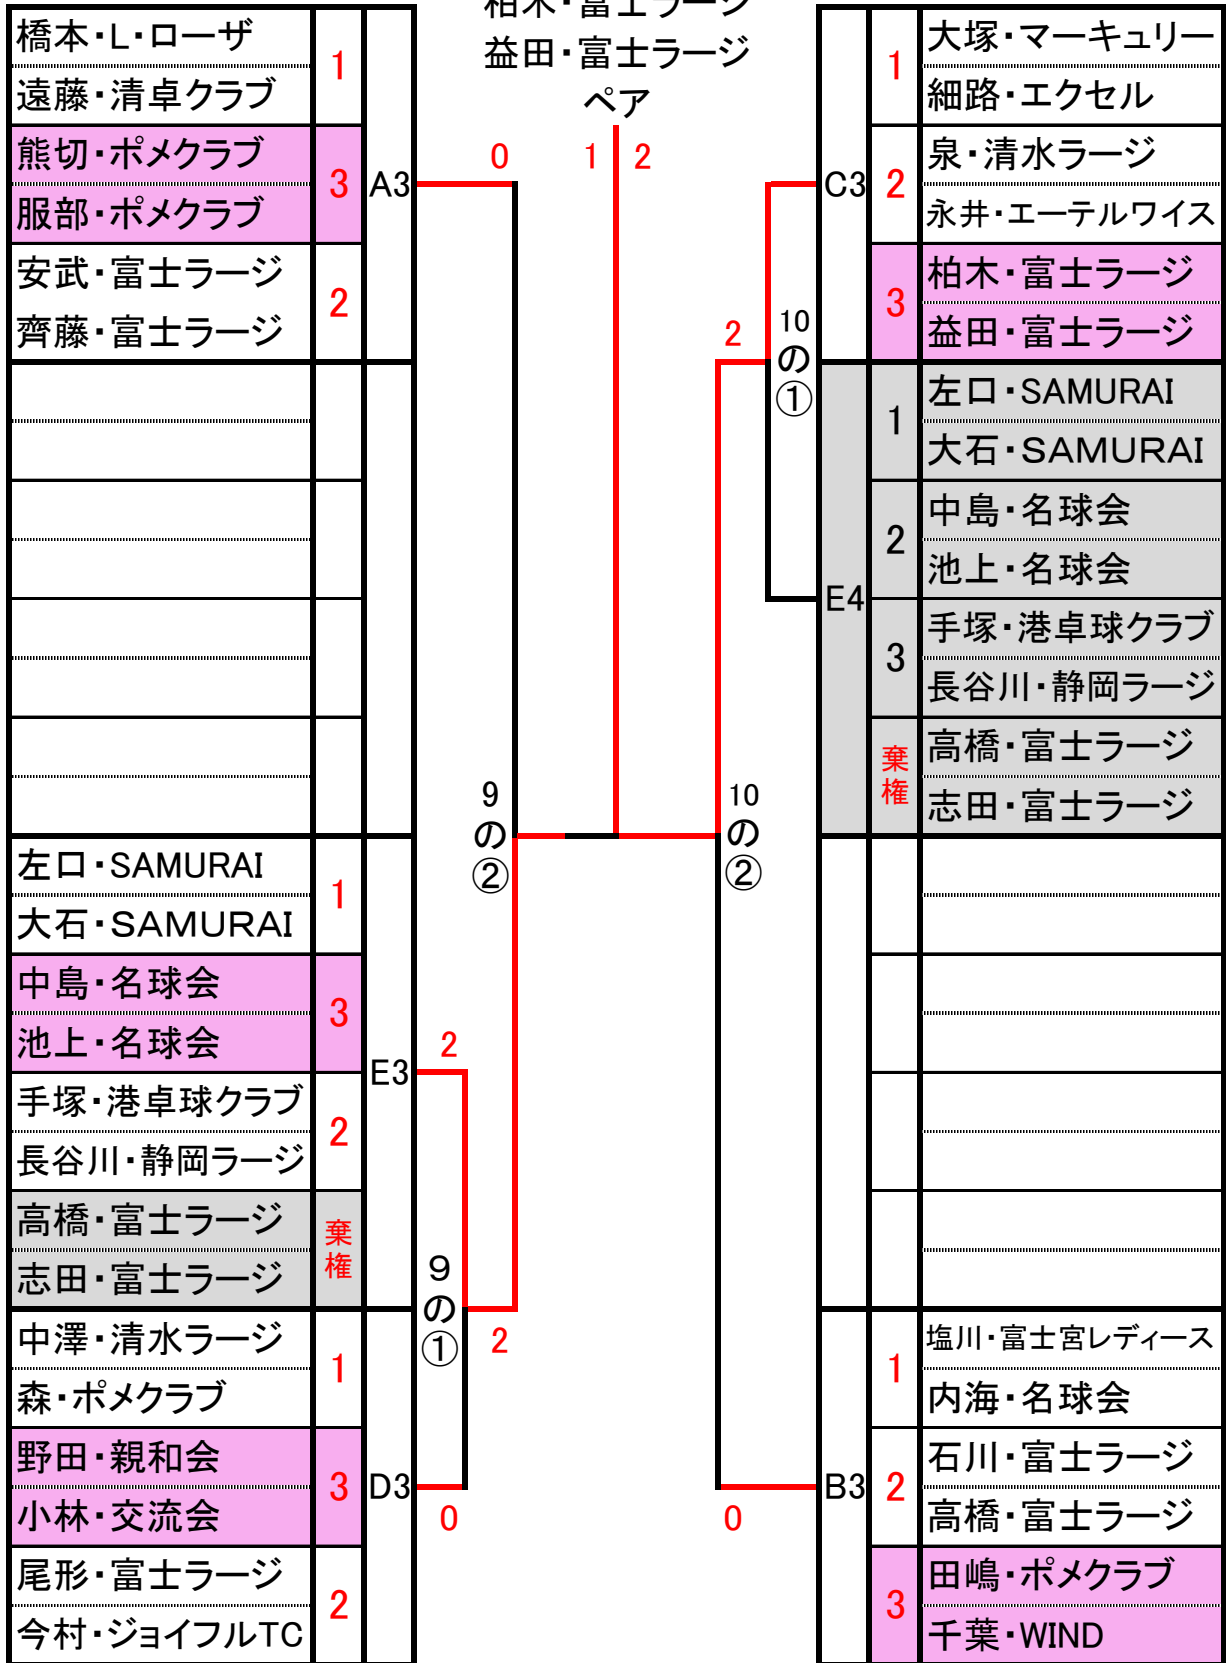 柏木・富士ラージ
益田・富士ラージ
ペア
1 2
橋本・L・ローザ
遠藤・清卓クラブ
1
熊切・ポメクラブ
服部・ポメクラブ
3
安武・富士ラージ
齊藤・富士ラージ
2
A3
0
左口・SAMURAI
大石・SAMURAI
1
中島・名球会
池上・名球会
3
手塚・港卓球クラブ
長谷川・静岡ラージ
2
高橋・富士ラージ
志田・富士ラージ
棄権
E3
2
中澤・清水ラージ
森・ポメクラブ
1
野田・親和会
小林・交流会
3
尾形・富士ラージ
今村・ジョイフルTC
2
D3
0
9の①
2
9の②
大塚・マーキュリー
細路・エクセル
1
泉・清水ラージ
永井・エーテルワイス
2
柏木・富士ラージ
益田・富士ラージ
3
C3
10の①
2
左口・SAMURAI
大石・SAMURAI
1
中島・名球会
池上・名球会
2
手塚・港卓球クラブ
長谷川・静岡ラージ
3
高橋・富士ラージ
志田・富士ラージ
棄権
E4
10の②
塩川・富士宮レディース
内海・名球会
1
石川・富士ラージ
高橋・富士ラージ
2
田嶋・ポメクラブ
千葉・WIND
3
B3
0